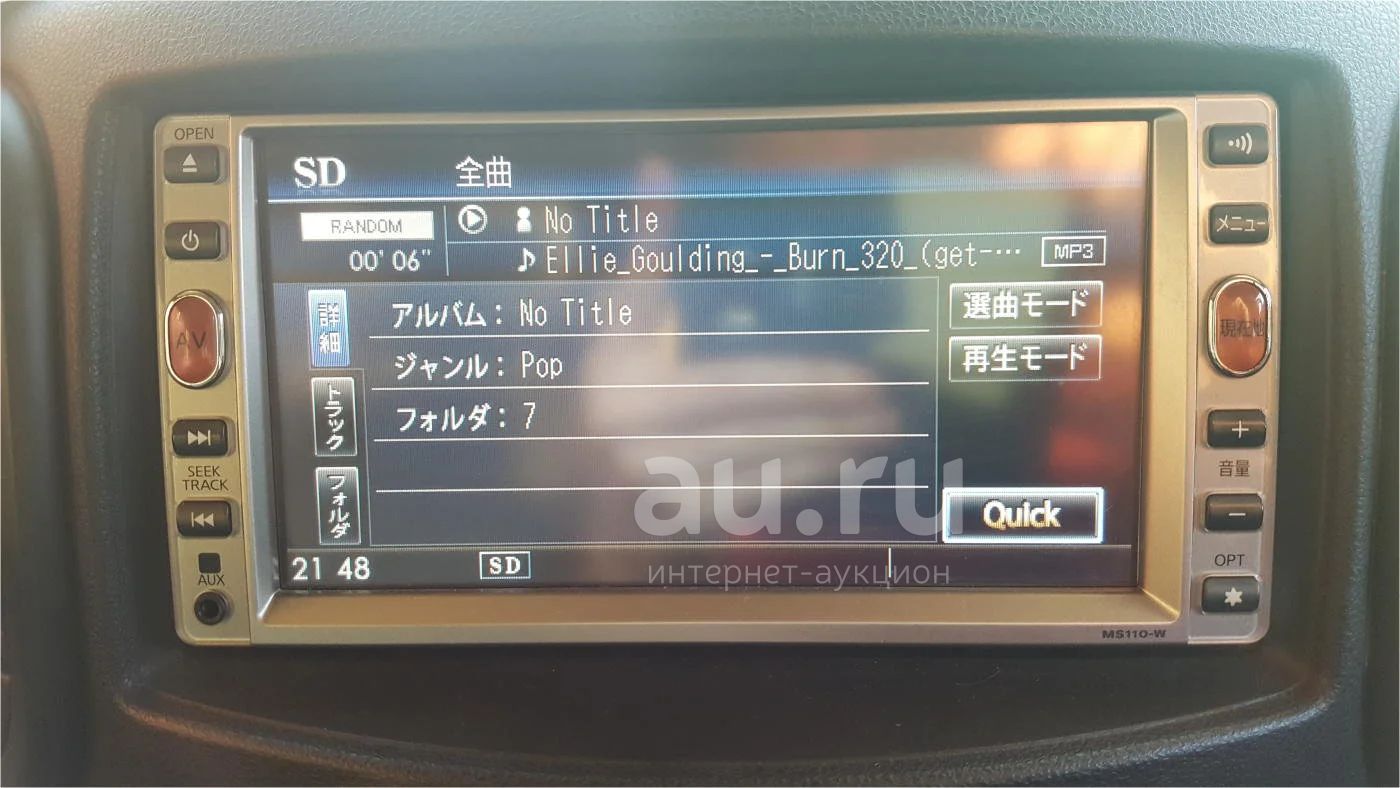 OPEN
AV
SEEK
TRACK
AUX
SD 全曲
RANDOM
No Title
00' 06"
Ellie_Goulding_-_Burn_320_(get-…
MP3
詳細
トラック
フォルダ
アルバム： No Title
ジャンル： Pop
フォルダ： 7
選曲モード
再生モード
Quick
21 48
SD
メニュー
現在地
音量
OPT
MS110-W
au.ru
интернет-аукцион